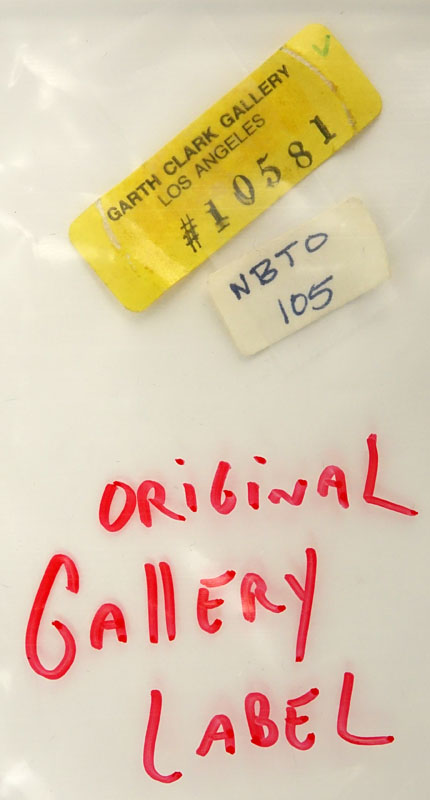 GARTH CLARK GALLERY
LOS ANGELES
#10581
NBTO
105
ORiGiNAL
GAllERY
LABEL